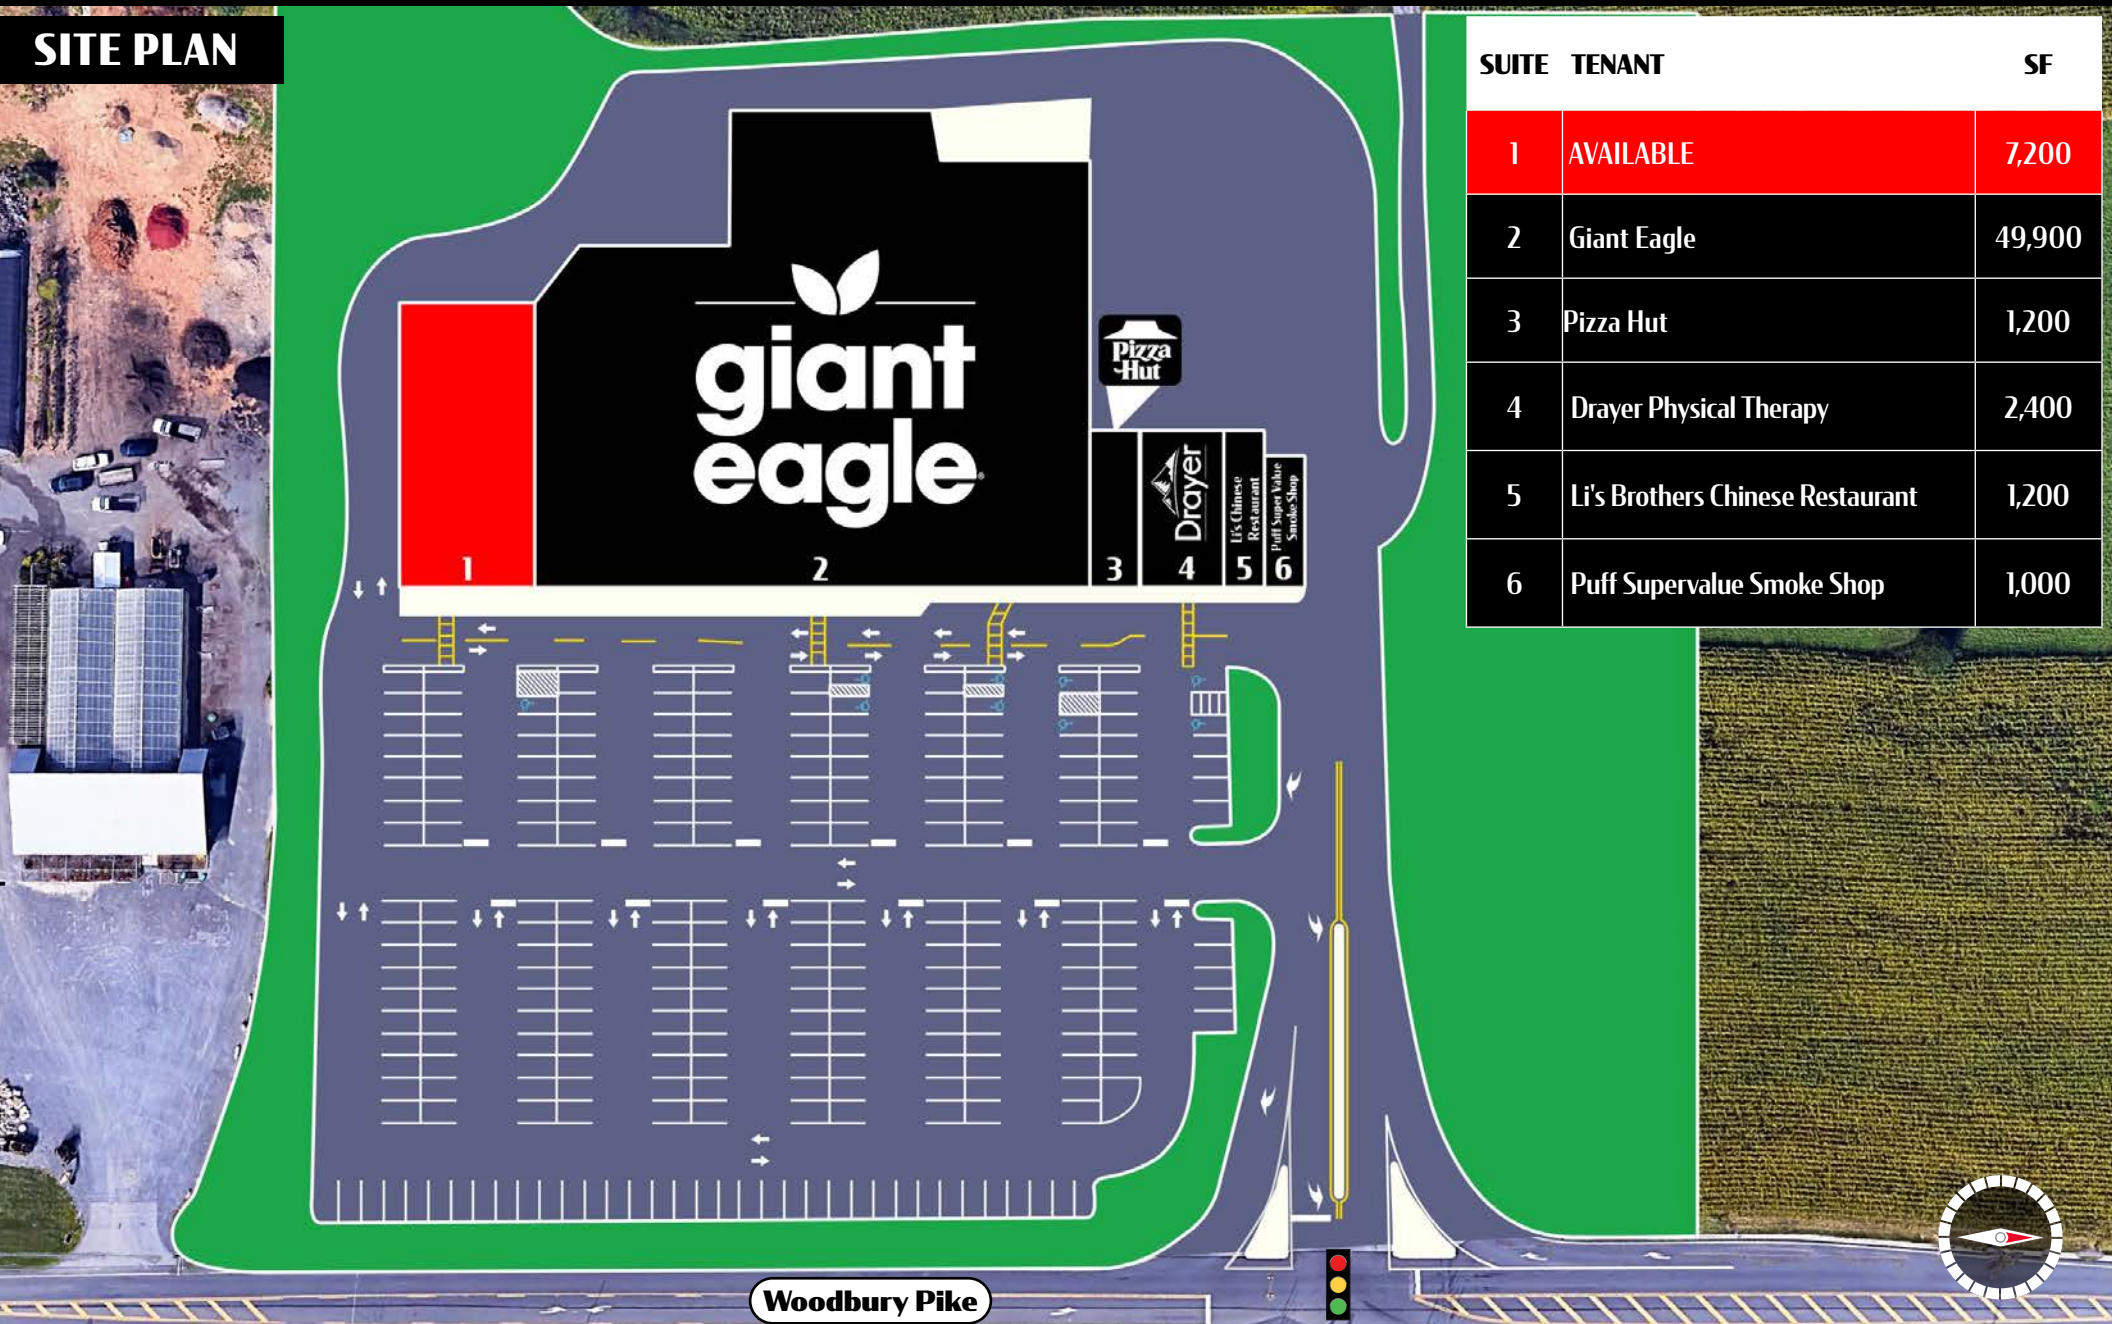 SITE PLAN
SUITE TENANT SF
1 AVAILABLE 7,200
2 Giant Eagle 49,900
3 Pizza Hut 1,200
4 Drayer Physical Therapy 2,400
5 Li's Brothers Chinese Restaurant 1,200
6 Puff Supervalue Smoke Shop 1,000
giant
eagle
Pizza
Hut
Drayer
Li's Chinese
Restaurant
Puff Super Value
Smoke Shop
1
2
3
4
5
6
Woodbury Pike